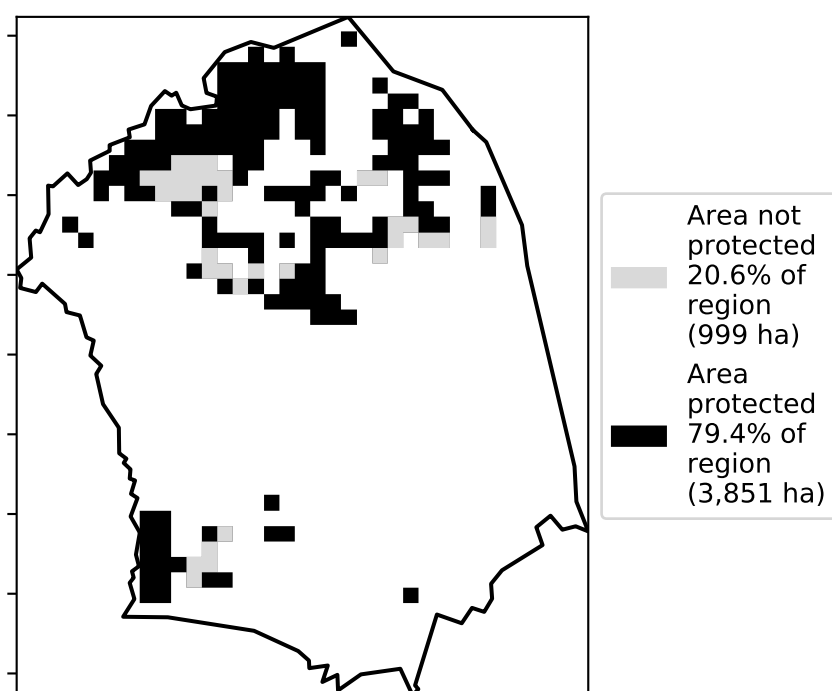 Area not
protected
20.6% of
region
(999 ha)
Area
protected
79.4% of
region
(3,851 ha)